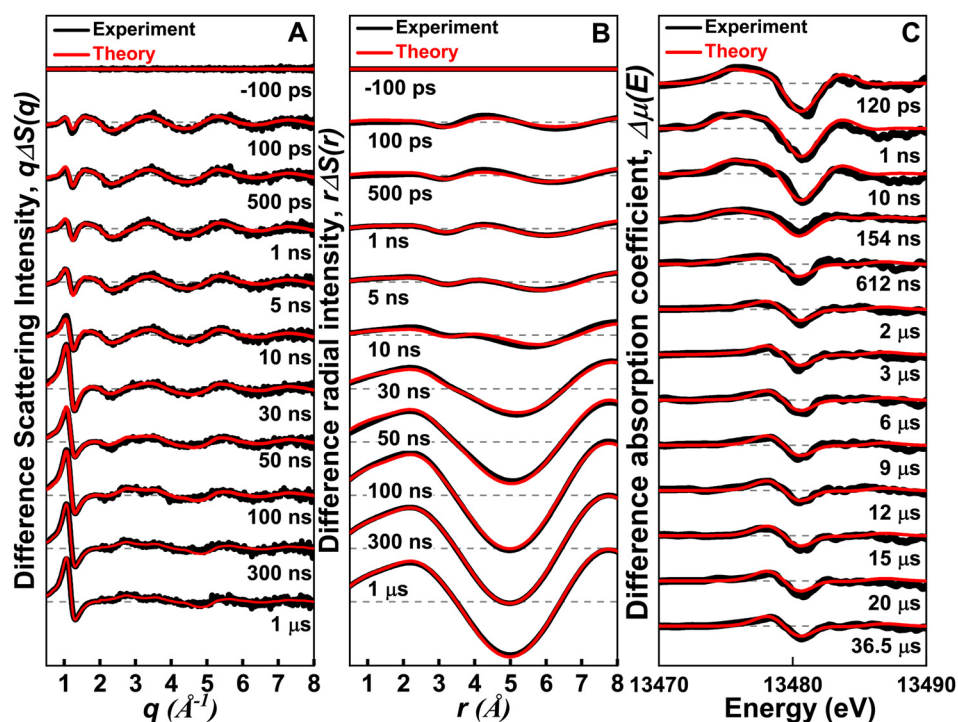 Experiment
Theory
A
-100 ps
100 ps
500 ps
1 ns
5 ns
10 ns
30 ns
50 ns
100 ns
300 ns
1 μs
Difference Scattering Intensity, qΔS(q)
1 2 3 4 5 6 7 8
q (Å⁻¹)
Experiment
Theory
B
-100 ps
100 ps
500 ps
1 ns
5 ns
10 ns
30 ns
50 ns
100 ns
300 ns
1 μs
Difference radial intensity, rΔS(r)
1 2 3 4 5 6 7 8
r (Å)
Experiment
Theory
C
120 ps
1 ns
10 ns
154 ns
612 ns
2 μs
3 μs
6 μs
9 μs
12 μs
15 μs
20 μs
36.5 μs
Difference absorption coefficient, Δμ(E)
13470 13480 13490
Energy (eV)